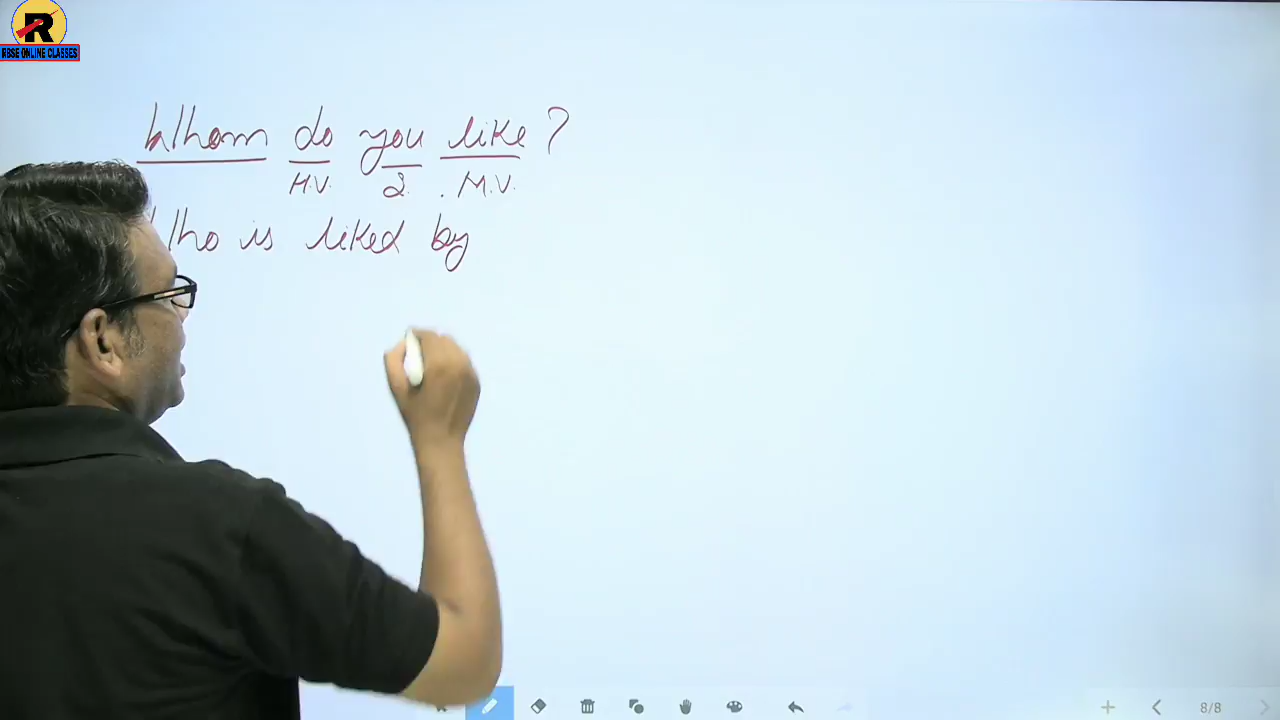 R
RBSE ONLINE CLASSES
Whom do you like ?
H.V. 2. . M.V.
Who is liked by
8/8